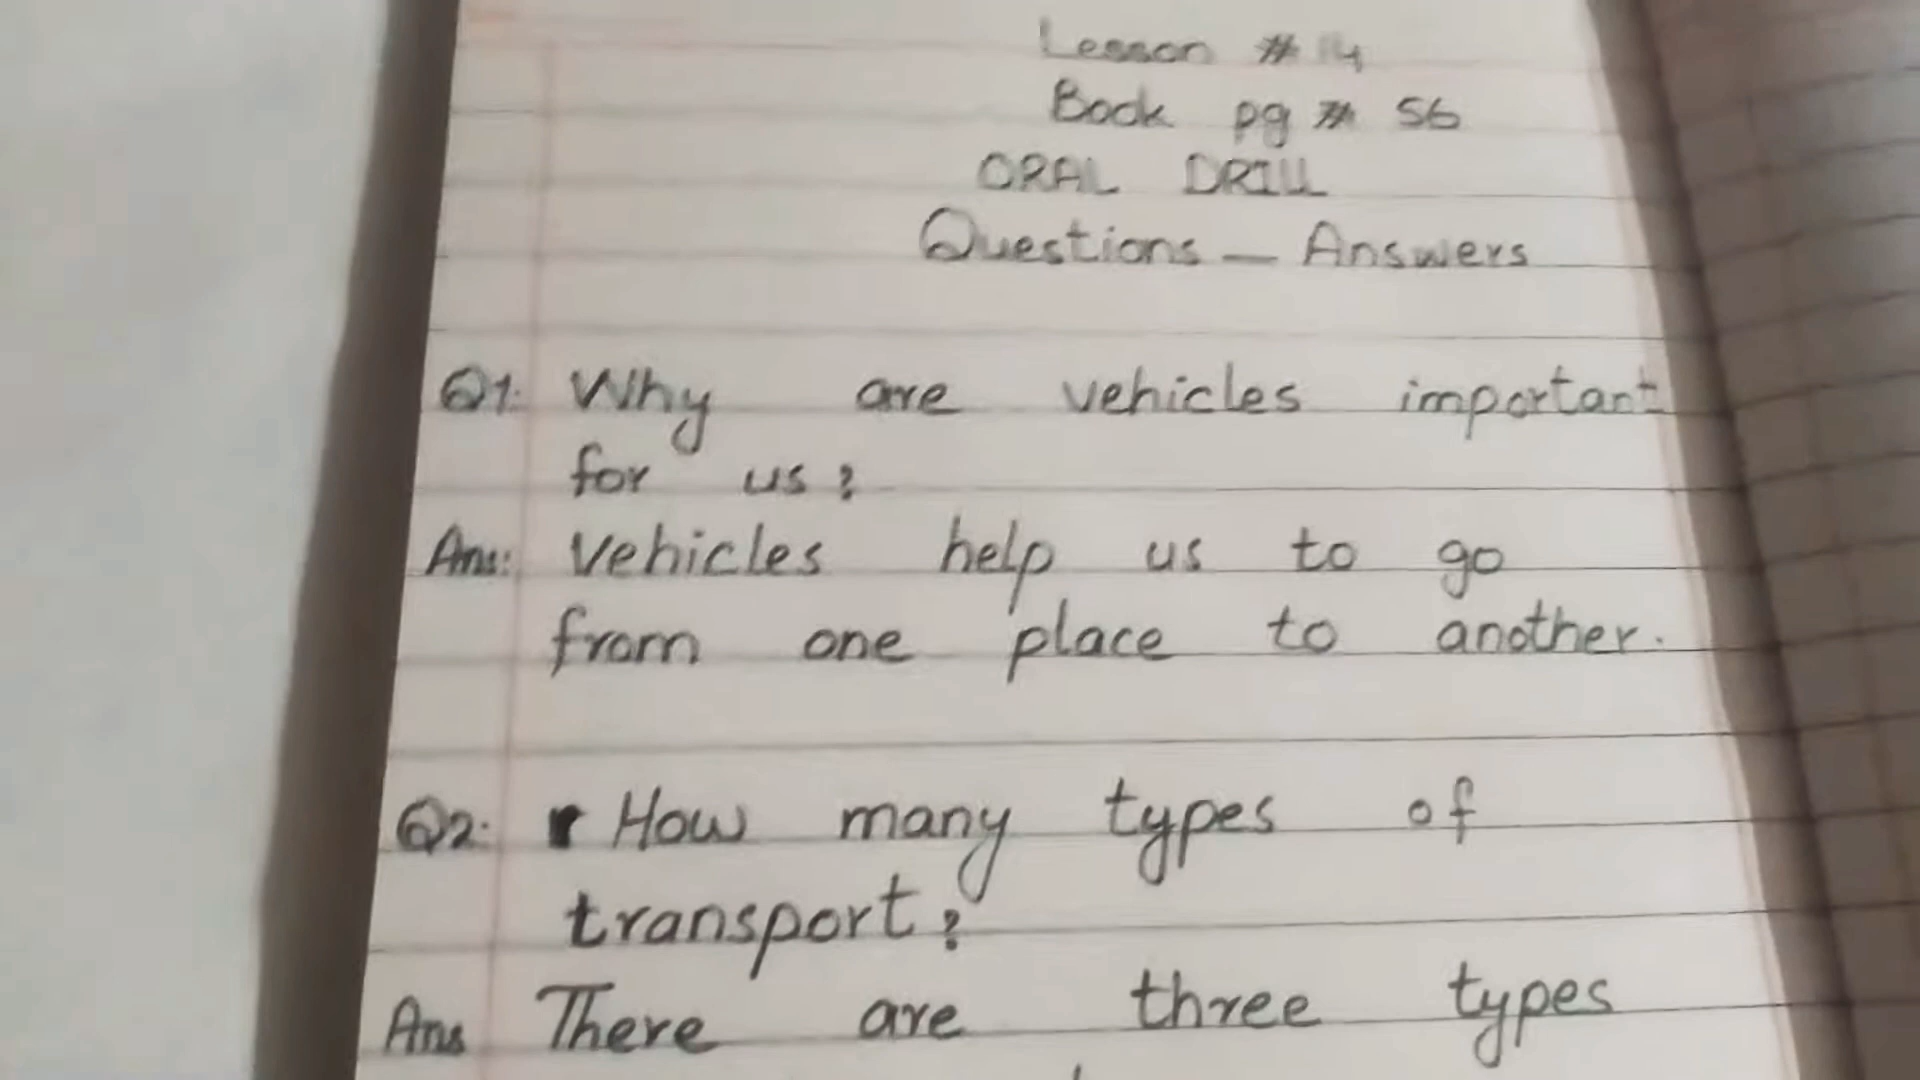 Lesson # 14
Book pg # 56
ORAL DRILL
Questions — Answers
Q1: Why are vehicles important
for us?
Ans: Vehicles help us to go
from one place to another.
Q2: How many types of
transport?
Ans There are three types